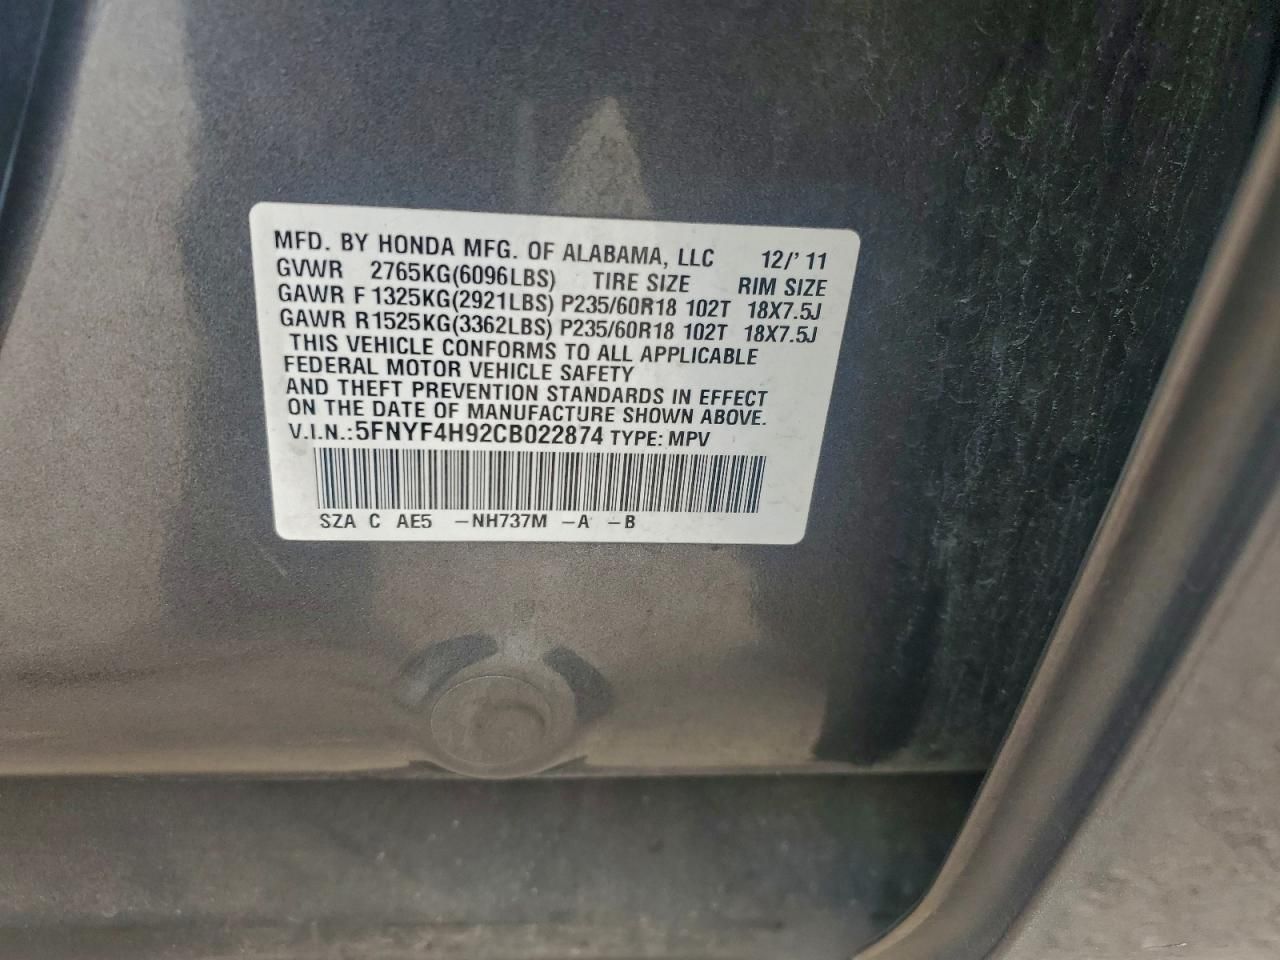 MFD. BY HONDA MFG. OF ALABAMA, LLC 12/'11
GVWR 2765KG(6096LBS) TIRE SIZE RIM SIZE
GAWR F 1325KG(2921LBS) P235/60R18 102T 18X7.5J
GAWR R1525KG(3362LBS) P235/60R18 102T 18X7.5J
THIS VEHICLE CONFORMS TO ALL APPLICABLE
FEDERAL MOTOR VEHICLE SAFETY
AND THEFT PREVENTION STANDARDS IN EFFECT
ON THE DATE OF MANUFACTURE SHOWN ABOVE.
V.I.N.:5FNYF4H92CB022874 TYPE: MPV
SZA C AE5 -NH737M -A -B